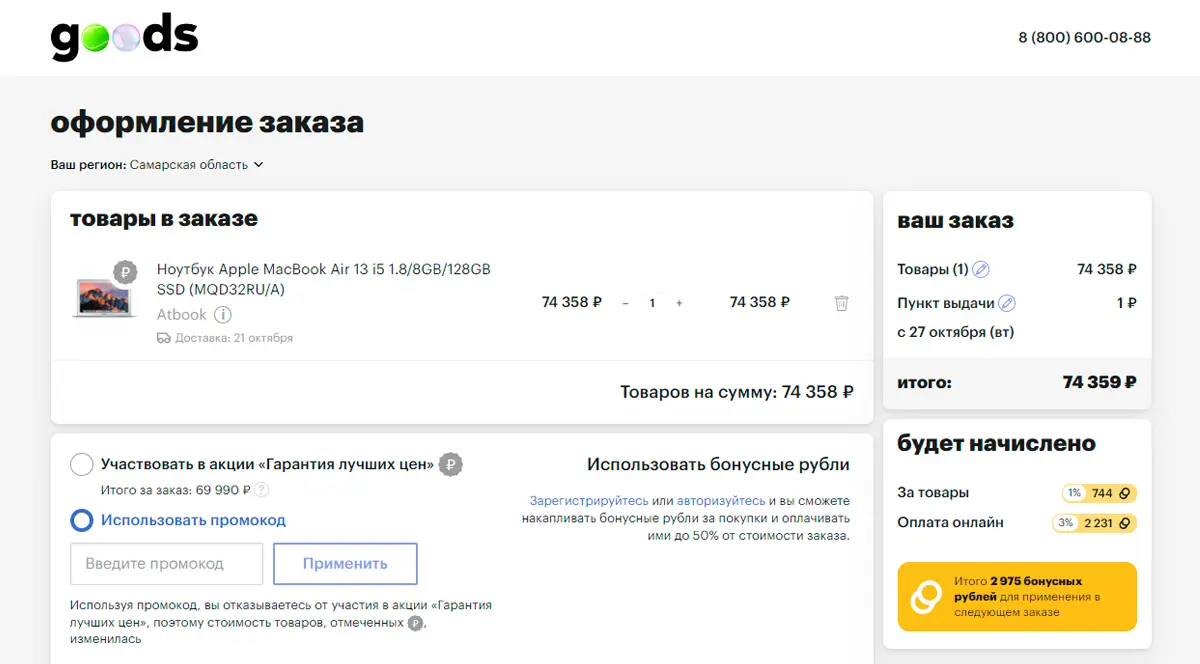 goods
8 (800) 600-08-88
оформление заказа
Ваш регион: Самарская область
товары в заказе
₽
Ноутбук Apple MacBook Air 13 i5 1.8/8GB/128GB
SSD (MQD32RU/A)
Atbook i
Доставка: 21 октября
74 358 ₽ – 1 + 74 358 ₽
Товаров на сумму: 74 358 ₽
Участвовать в акции «Гарантия лучших цен» ₽
Итого за заказ: 69 990 ₽ ?
Использовать промокод
Введите промокод
Применить
Используя промокод, вы отказываетесь от участия в акции «Гарантия
лучших цен», поэтому стоимость товаров, отмеченных ₽,
изменилась
Использовать бонусные рубли
Зарегистрируйтесь или авторизуйтесь и вы сможете
накапливать бонусные рубли за покупки и оплачивать
ими до 50% от стоимости заказа.
ваш заказ
Товары (1) 74 358 ₽
Пункт выдачи 1 ₽
с 27 октября (вт)
итого: 74 359 ₽
будет начислено
За товары 1% 744
Оплата онлайн 3% 2 231
Итого 2 975 бонусных
рублей для применения в
следующем заказе